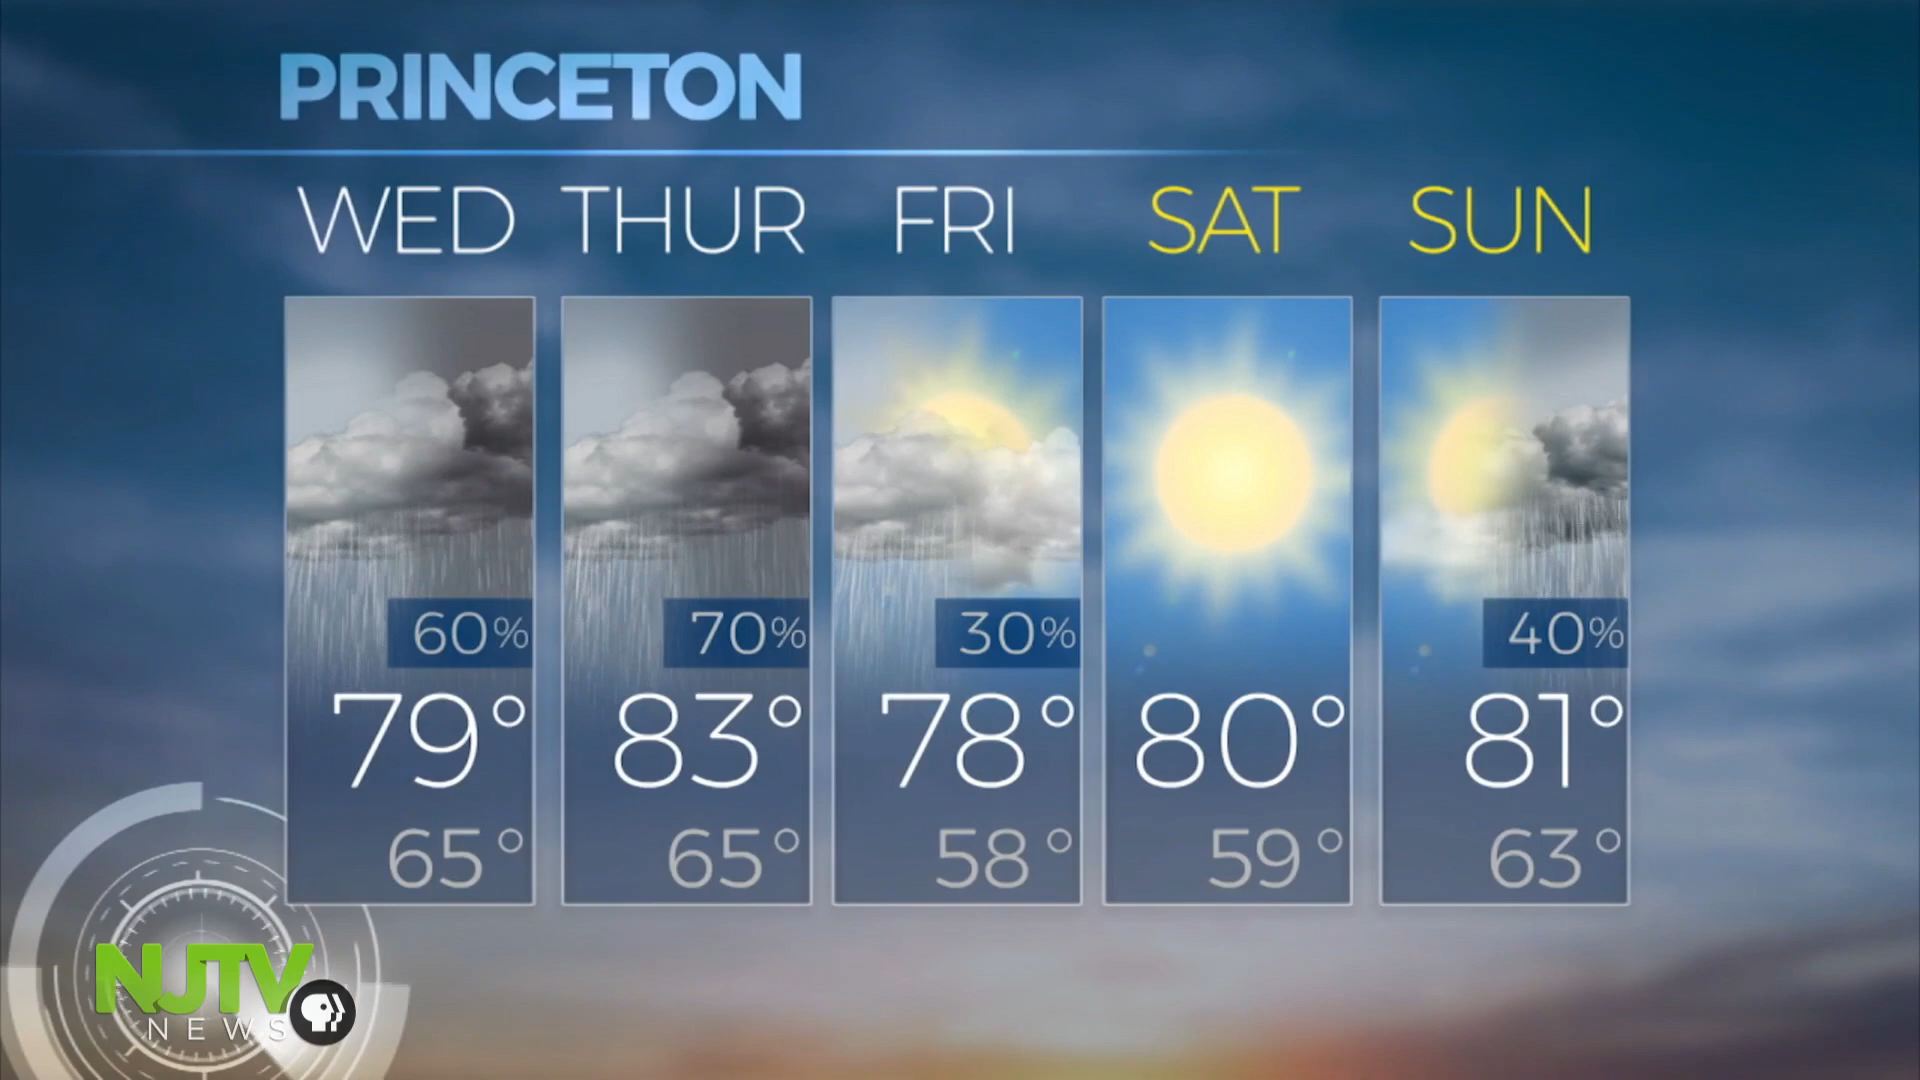 PRINCETON
WED THUR FRI SAT SUN
60% 70% 30% 40%
79° 83° 78° 80° 81°
65° 65° 58° 59° 63°
NJTV
NEWS